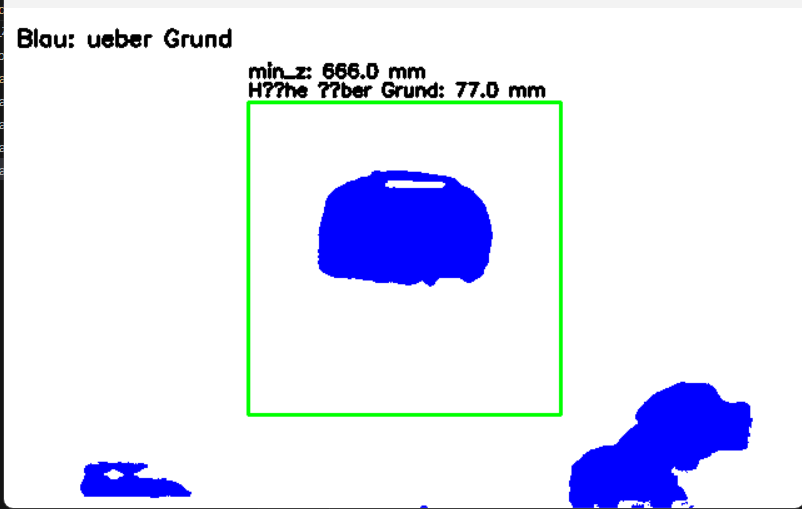 Blau: ueber Grund
min_z: 666.0 mm
H??he ??ber Grund: 77.0 mm